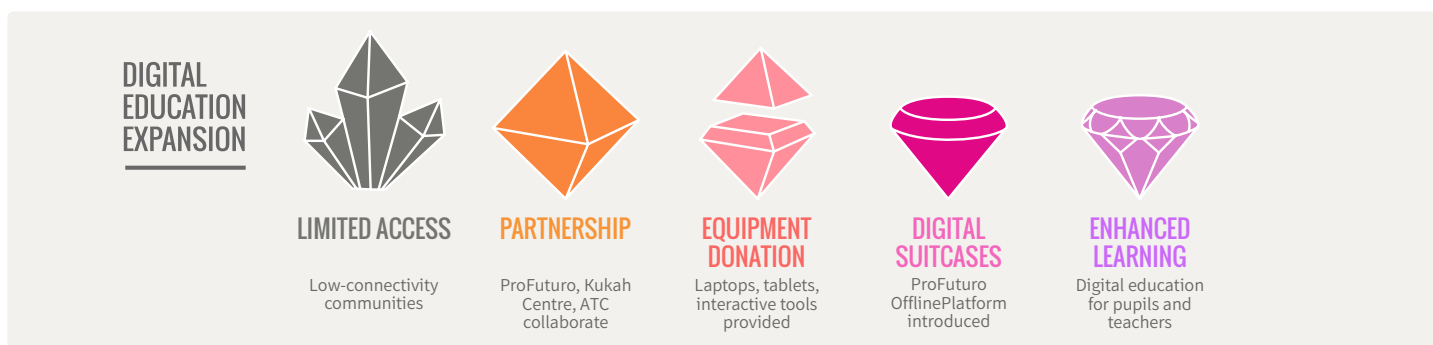 DIGITAL
EDUCATION
EXPANSION
LIMITED ACCESS
Low-connectivity
communities
PARTNERSHIP
ProFuturo, Kukah
Centre, ATC
collaborate
EQUIPMENT
DONATION
Laptops, tablets,
interactive tools
provided
DIGITAL
SUITCASES
ProFuturo
OfflinePlatform
introduced
ENHANCED
LEARNING
Digital education
for pupils and
teachers